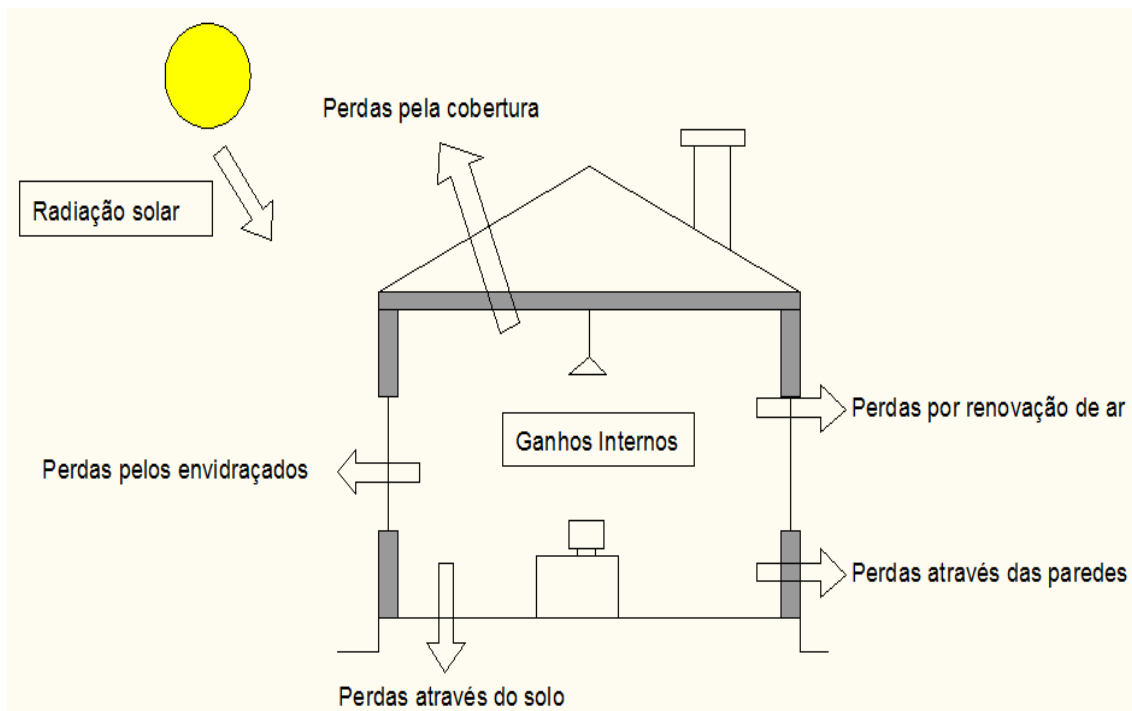 Perdas pela cobertura
Radiação solar
Perdas por renovação de ar
Ganhos Internos
Perdas pelos envidraçados
Perdas através das paredes
Perdas através do solo